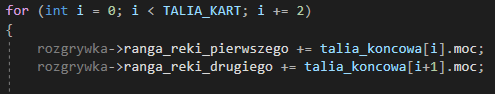 for (int i = 0; i < TALIA_KART; i += 2)
{
rozgrywka->ranga_reki_pierwszego += talia_koncowa[i].moc;
rozgrywka->ranga_reki_drugiego += talia_koncowa[i+1].moc;